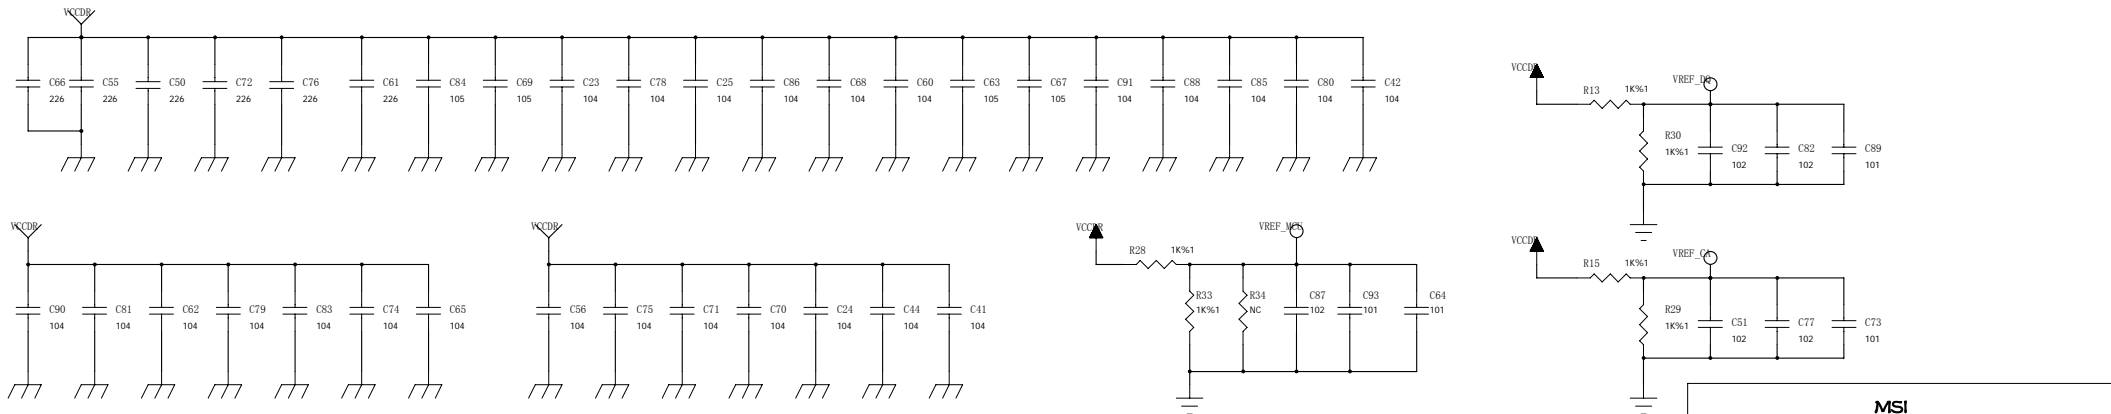 VCCDR
C66 C55 C50 C72 C76 C61 C84 C69 C23 C78 C25 C86 C68 C60 C63 C67 C91 C88 C85 C80 C42
226 226 226 226 226 226 105 105 104 104 104 104 104 104 105 105 104 104 104 104 104
VCCDR
VREF_DQ
R13 1K%1
R30
1K%1
C92 C82 C89
102 102 101
VCCDR
C90 C81 C62 C79 C83 C74 C65
104 104 104 104 104 104 104
VCCDR
C56 C75 C71 C70 C24 C44 C41
104 104 104 104 104 104 104
VCCDR
VREF_MCU
R28 1K%1
R33 R34 C87 C93 C64
1K%1 NC 102 101 101
VCCDR
VREF_CA
R15 1K%1
R29
1K%1
C51 C77 C73
102 102 101
MSI